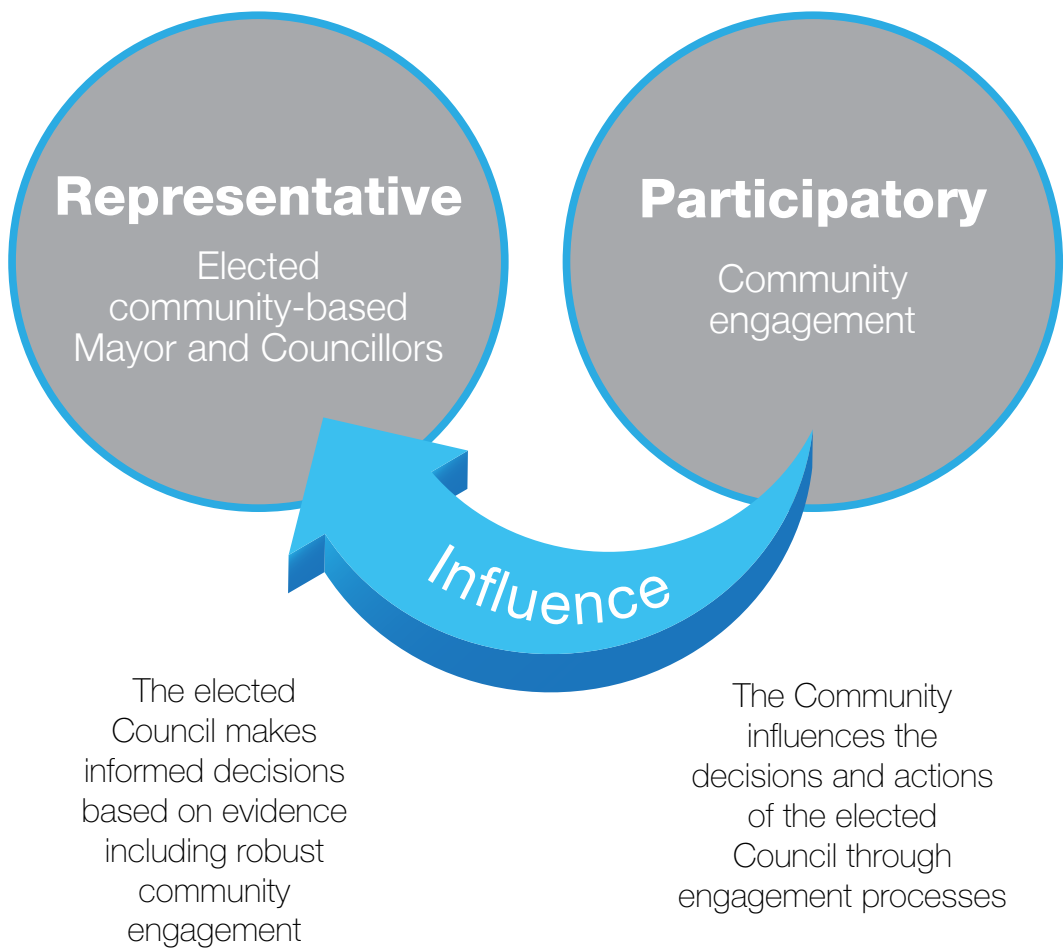 Representative
Elected
community-based
Mayor and Councillors
Participatory
Community
engagement
Influence
The elected
Council makes
informed decisions
based on evidence
including robust
community
engagement
The Community
influences the
decisions and actions
of the elected
Council through
engagement processes